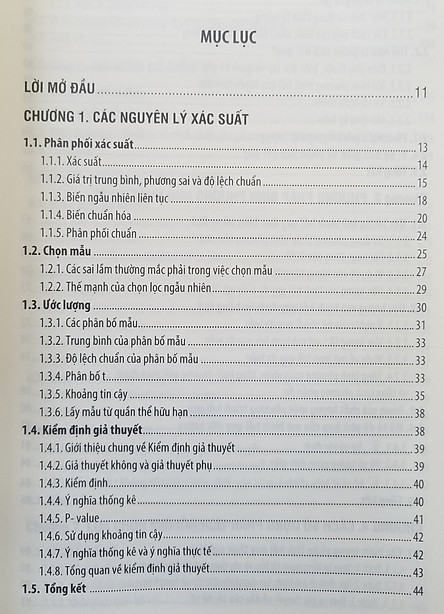 MỤC LỤC
LỜI MỞ ĐẦU 11
CHƯƠNG 1. CÁC NGUYÊN LÝ XÁC SUẤT
1.1. Phân phối xác suất 13
1.1.1. Xác suất 14
1.1.2. Giá trị trung bình, phương sai và độ lệch chuẩn 15
1.1.3. Biến ngẫu nhiên liên tục 18
1.1.4. Biến chuẩn hóa 20
1.1.5. Phân phối chuẩn 24
1.2. Chọn mẫu 25
1.2.1. Các sai lầm thường mắc phải trong việc chọn mẫu 27
1.2.2. Thế mạnh của chọn lọc ngẫu nhiên 29
1.3. Ước lượng 30
1.3.1. Các phân bố mẫu 31
1.3.2. Trung bình của phân bố mẫu 33
1.3.3. Độ lệch chuẩn của phân bố mẫu 33
1.3.4. Phân bố t 33
1.3.5. Khoảng tin cậy 35
1.3.6. Lấy mẫu từ quần thể hữu hạn 38
1.4. Kiểm định giả thuyết 38
1.4.1. Giới thiệu chung về Kiểm định giả thuyết 39
1.4.2. Giả thuyết không và giả thuyết phụ 39
1.4.3. Kiểm định 40
1.4.4. Ý nghĩa thống kê 40
1.4.5. P- value 41
1.4.6. Sử dụng khoảng tin cậy 42
1.4.7. Ý nghĩa thống kê và ý nghĩa thực tế 42
1.4.8. Tổng quan về kiểm định giả thuyết 43
1.5. Tổng kết 44